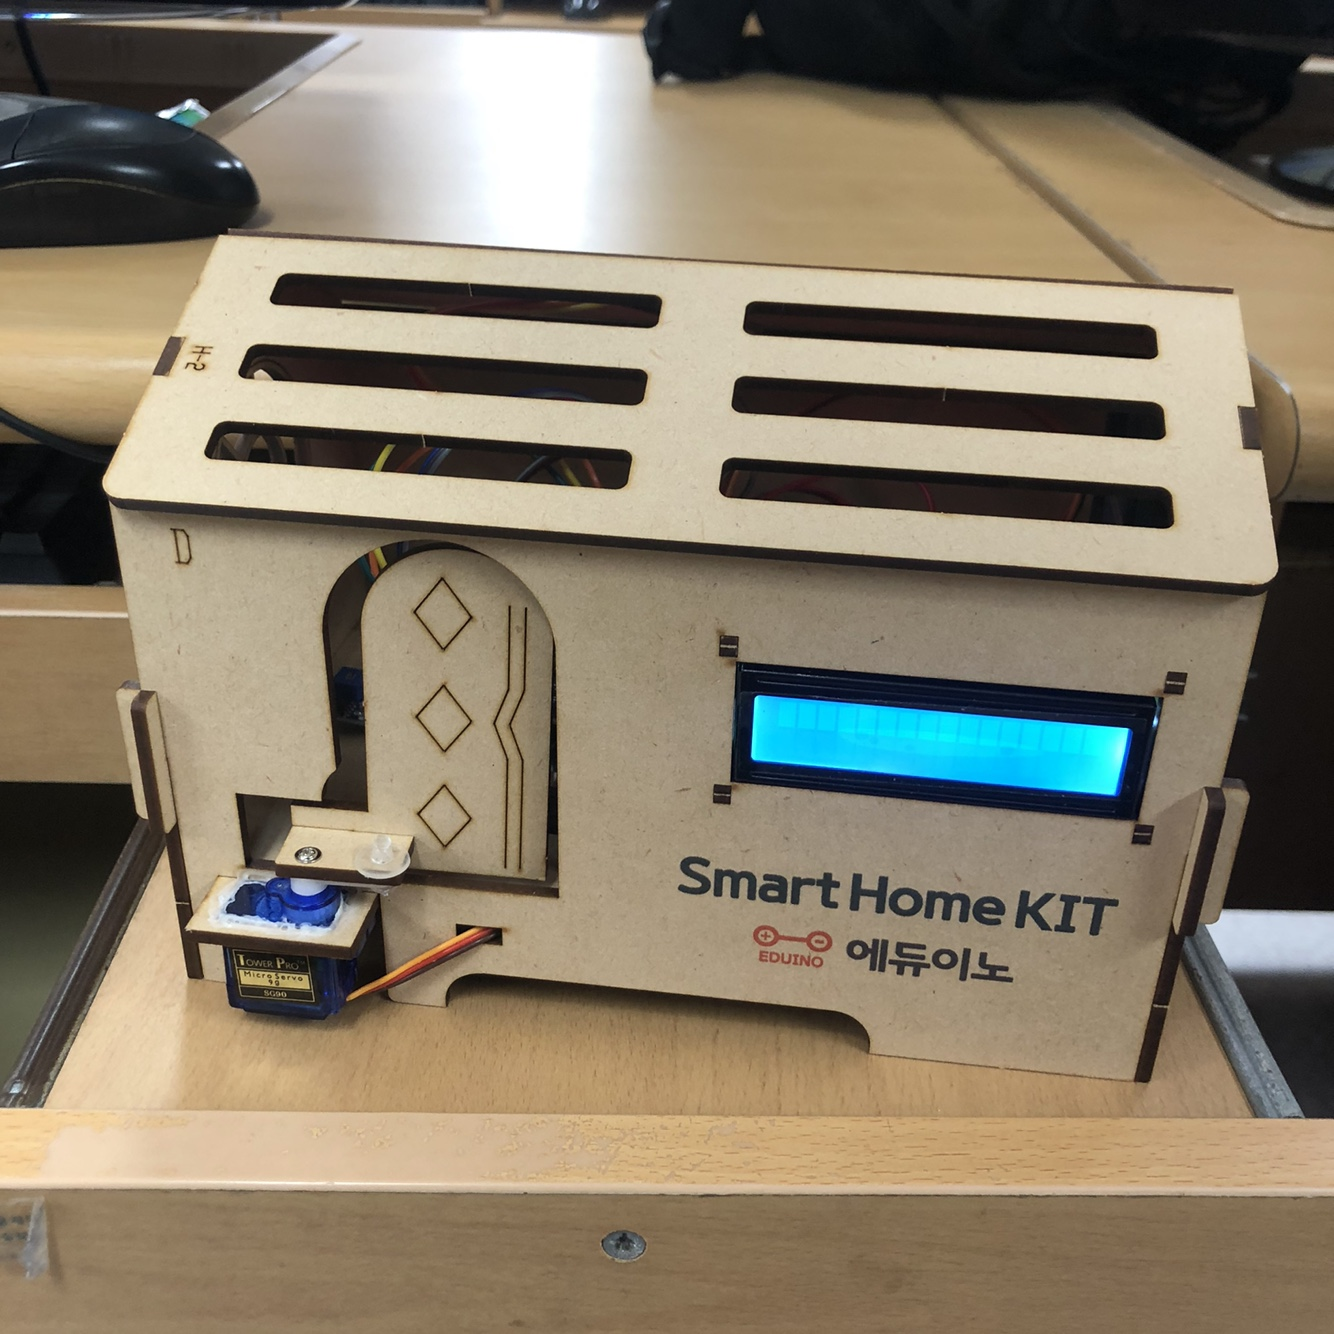 H-2
D
Smart Home KIT
EDUINO
에듀이노
TOWER PRO
Micro Servo
9g
SG90